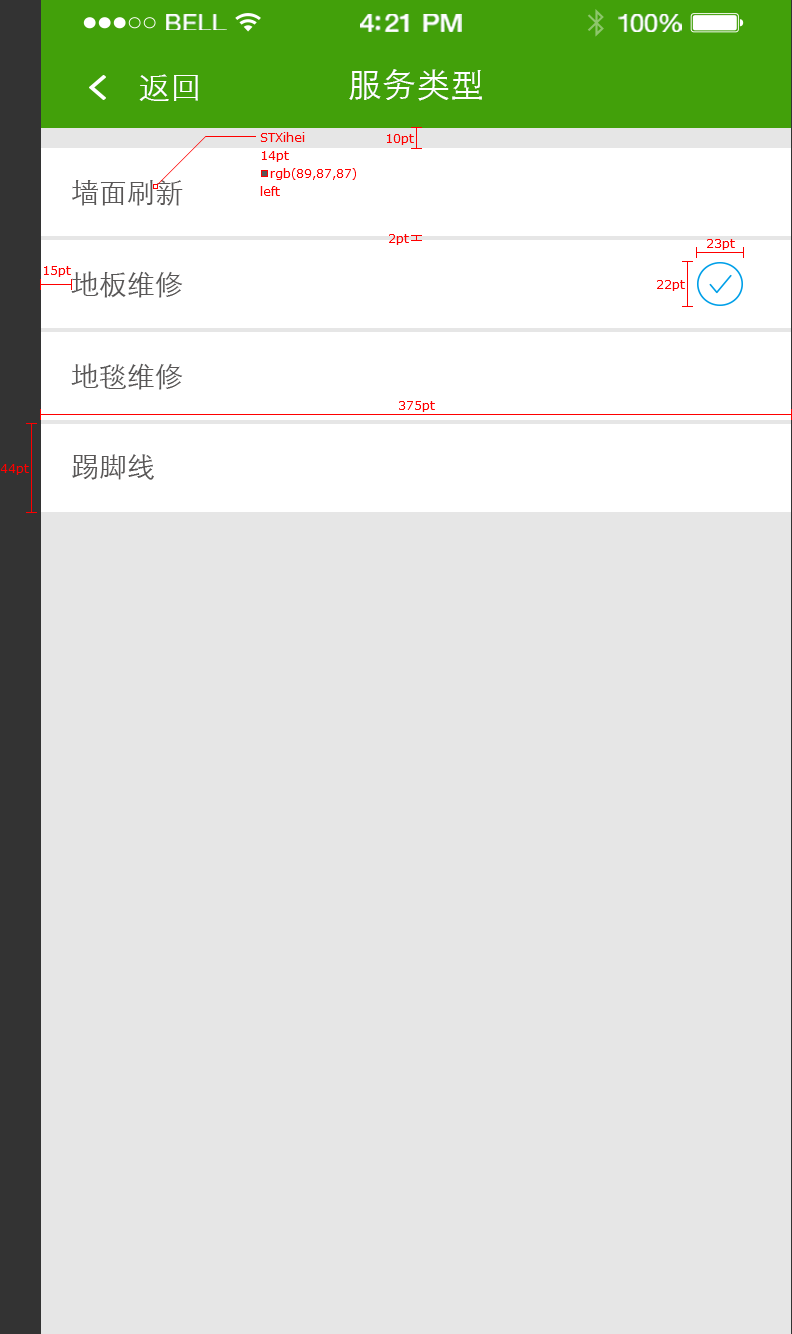 BELL 4:21 PM 100%
返回 服务类型
STXihei
10pt
14pt
rgb(89,87,87)
left
墙面刷新
2pt
23pt
15pt
地板维修
22pt
地毯维修
375pt
44pt
踢脚线